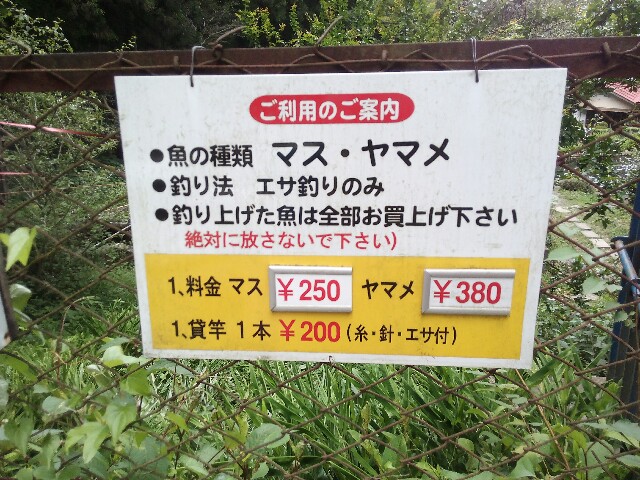 ご利用のご案内
●魚の種類 マス・ヤマメ
●釣り法 エサ釣りのみ
●釣り上げた魚は全部お買上げ下さい
絶対に放さないで下さい)
1、料金 マス ¥250 ヤマメ ¥380
1、貸竿 1本 ¥200 (糸・針・エサ付)